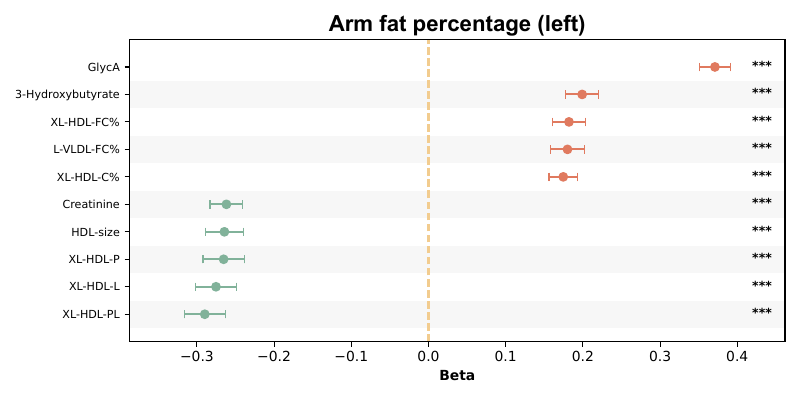 Arm fat percentage (left)
GlycA ***
3-Hydroxybutyrate ***
XL-HDL-FC% ***
L-VLDL-FC% ***
XL-HDL-C% ***
Creatinine ***
HDL-size ***
XL-HDL-P ***
XL-HDL-L ***
XL-HDL-PL ***
−0.3 −0.2 −0.1 0.0 0.1 0.2 0.3 0.4
Beta